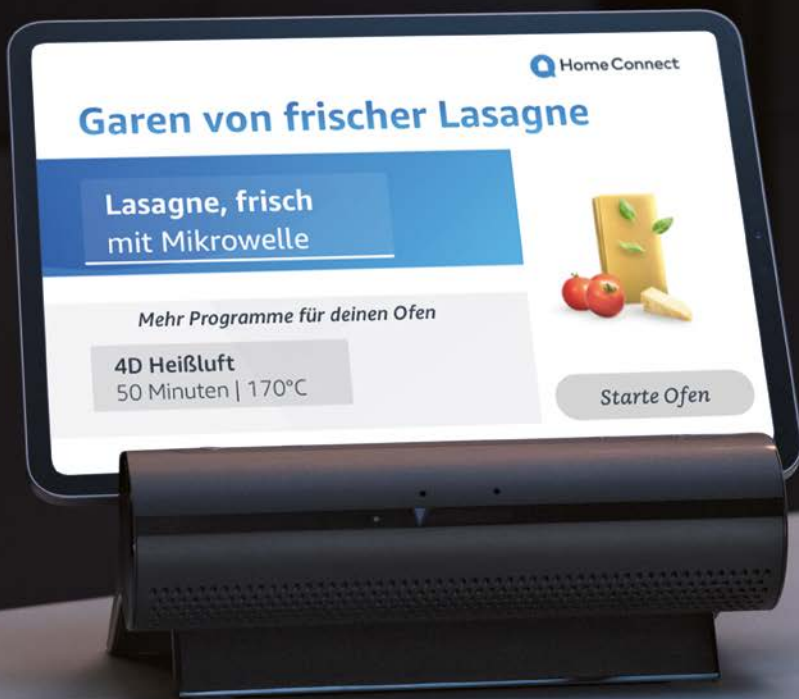 Home Connect
Garen von frischer Lasagne
Lasagne, frisch
mit Mikrowelle
Mehr Programme für deinen Ofen
4D Heißluft
50 Minuten | 170°C
Starte Ofen